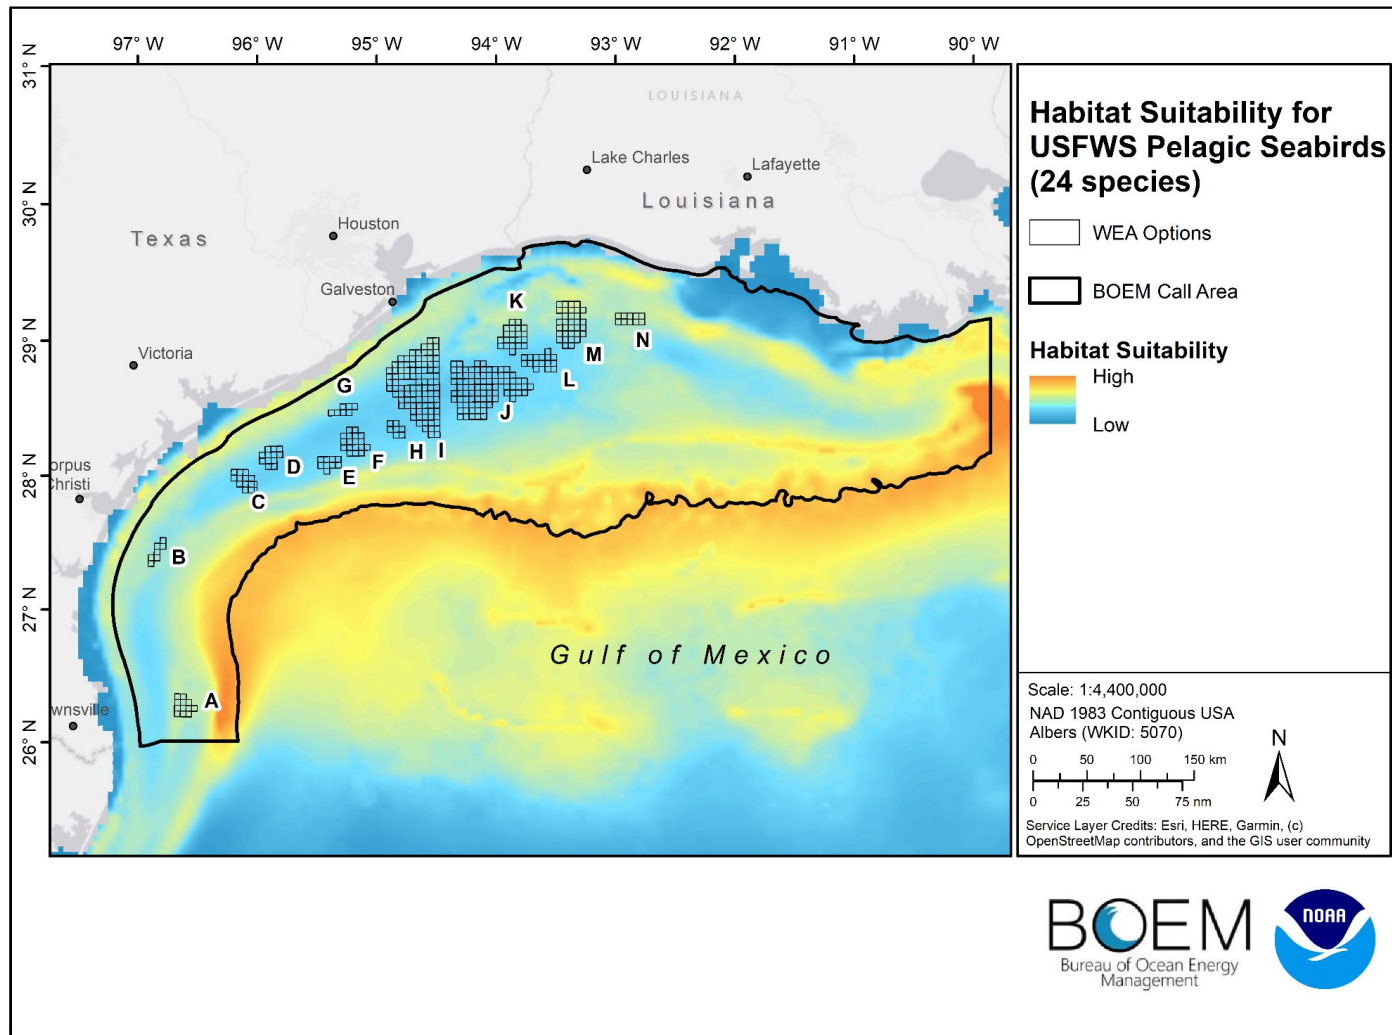 97° W 96° W 95° W 94° W 93° W 92° W 91° W 90° W
31° N
30° N
29° N
28° N
27° N
26° N
LOUISIANA
Lake Charles
Lafayette
Louisiana
Texas
Houston
Galveston
Victoria
orpus
Christi
wnsville
K
M
N
L
G
J
H
I
F
E
D
C
B
A
Gulf of Mexico
Habitat Suitability for
USFWS Pelagic Seabirds
(24 species)
WEA Options
BOEM Call Area
Habitat Suitability
High
Low
Scale: 1:4,400,000
NAD 1983 Contiguous USA
Albers (WKID: 5070)
N
0 50 100 150 km
0 25 50 75 nm
Service Layer Credits: Esri, HERE, Garmin, (c)
OpenStreetMap contributors, and the GIS user community
BOEM
Bureau of Ocean Energy
Management
NOAA